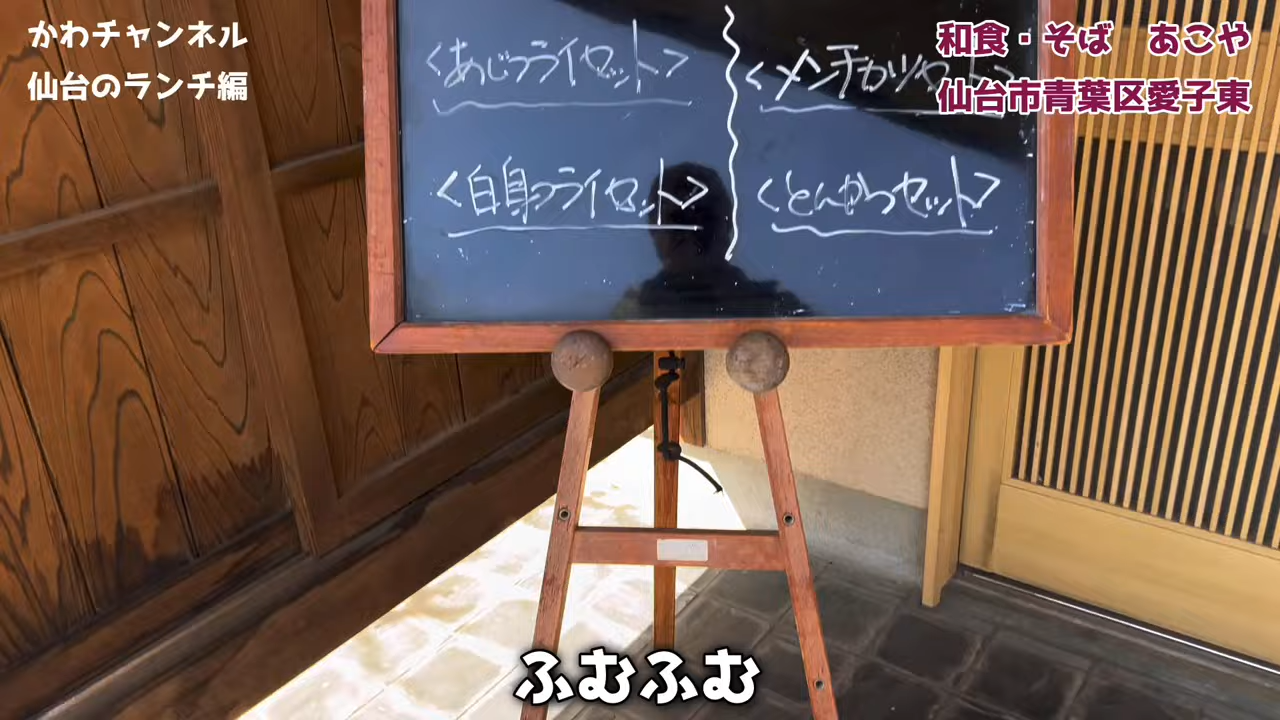 かわチャンネル
仙台のランチ編
和食・そば　あこや
仙台市青葉区愛子東
<あじフライセット>
<白身フライセット>
<メンチカツセット>
<とんかつセット>
ふむふむ